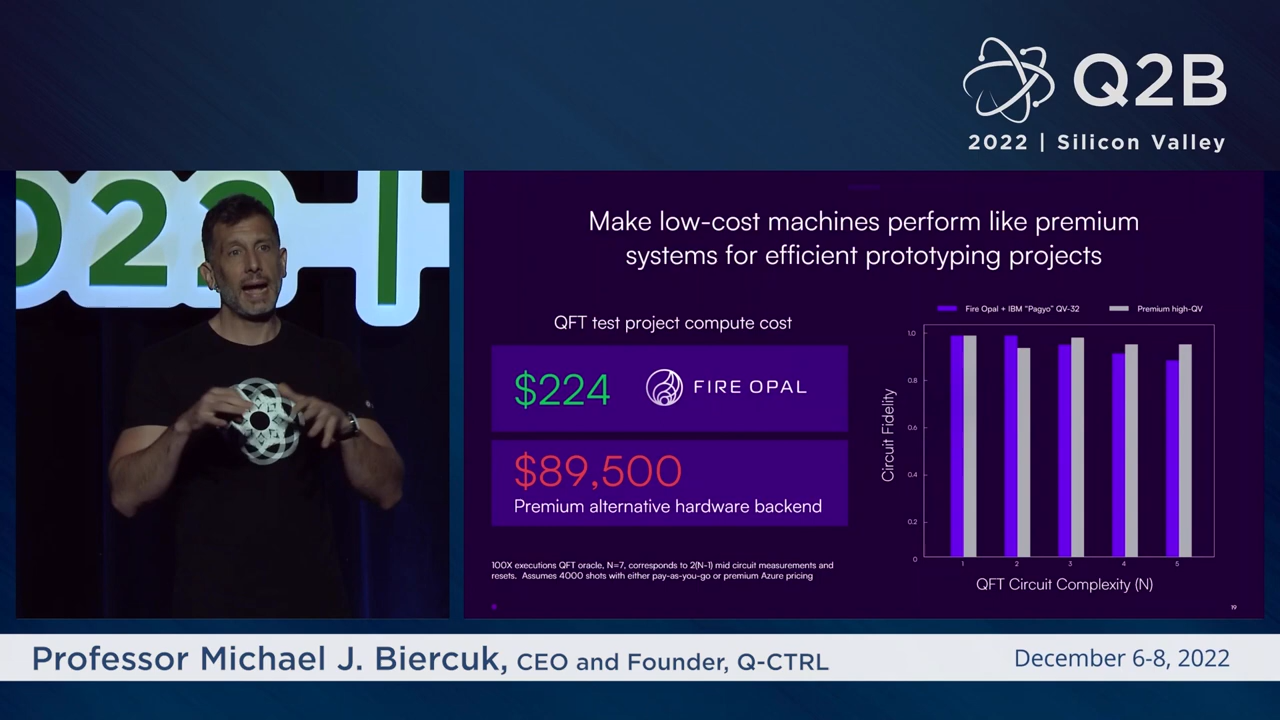 Q2B
2022 | Silicon Valley
022
Make low-cost machines perform like premium
systems for efficient prototyping projects
QFT test project compute cost
$224 FIRE OPAL
$89,500
Premium alternative hardware backend
100X executions QFT oracle, N=7, corresponds to 2(N-1) mid circuit measurements and
resets. Assumes 4000 shots with either pay-as-you-go or premium Azure pricing
Fire Opal + IBM "Pagyo" QV-32 Premium high-QV
Circuit Fidelity
1.0
0.8
0.6
0.4
0.2
0
1 2 3 4 5
QFT Circuit Complexity (N)
19
Professor Michael J. Biercuk, CEO and Founder, Q-CTRL
December 6-8, 2022